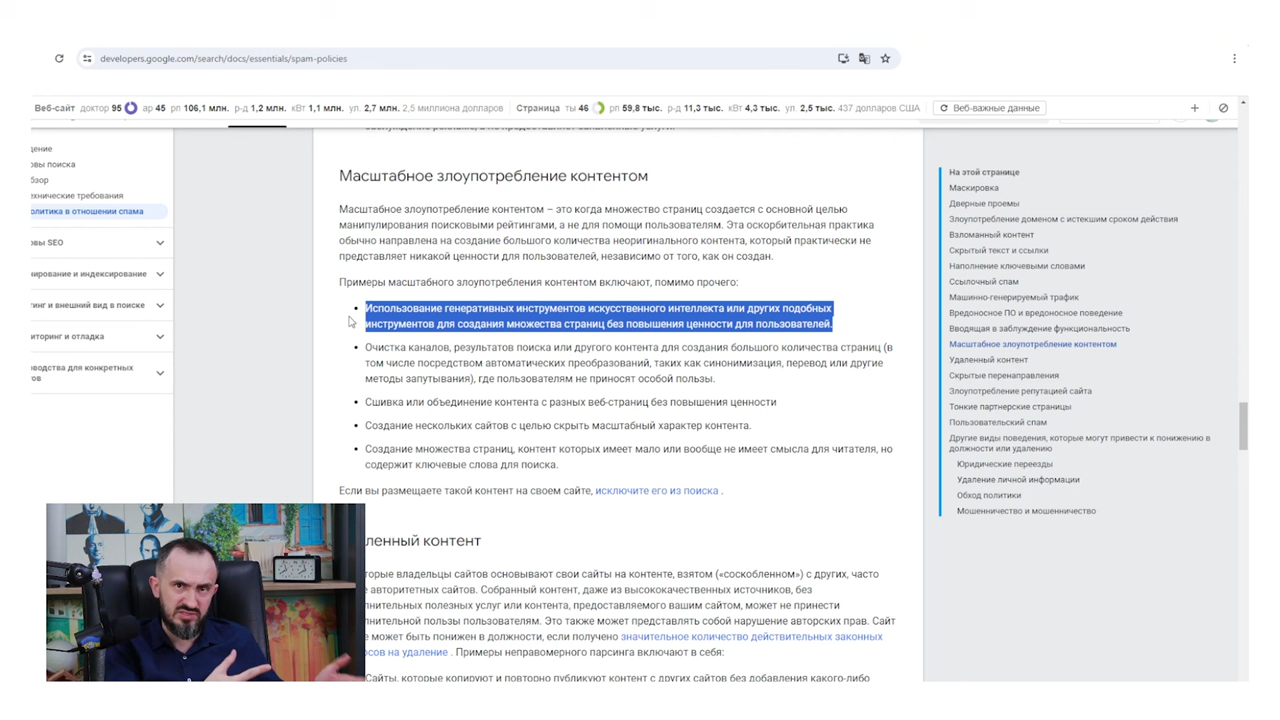 developers.google.com/search/docs/essentials/spam-policies
Веб-сайт доктор 95 ар 45 рп 106,1 млн. р-д 1,2 млн. кВт 1,1 млн. ул. 2,7 млн. 2,5 миллиона долларов Страница ты 46 рп 59,8 тыс. р-д 11,3 тыс. кВт 4,3 тыс. ул. 2,5 тыс. 437 долларов США Веб-важные данные
дение
овы поиска
бзор
ехнические требования
олитика в отношении спама
овы SEO
нирование и индексирование
тинг и внешний вид в поиске
иторинг и отладка
оводства для конкретных
тов
Масштабное злоупотребление контентом
Масштабное злоупотребление контентом – это когда множество страниц создается с основной целью
манипулирования поисковыми рейтингами, а не для помощи пользователям. Эта оскорбительная практика
обычно направлена на создание большого количества неоригинального контента, который практически не
представляет никакой ценности для пользователей, независимо от того, как он создан.
Примеры масштабного злоупотребления контентом включают, помимо прочего:
• Использование генеративных инструментов искусственного интеллекта или других подобных
инструментов для создания множества страниц без повышения ценности для пользователей.
• Очистка каналов, результатов поиска или другого контента для создания большого количества страниц (в
том числе посредством автоматических преобразований, таких как синонимизация, перевод или другие
методы запутывания), где пользователям не приносят особой пользы.
• Сшивка или объединение контента с разных веб-страниц без повышения ценности
• Создание нескольких сайтов с целью скрыть масштабный характер контента.
• Создание множества страниц, контент которых имеет мало или вообще не имеет смысла для читателя, но
содержит ключевые слова для поиска.
Если вы размещаете такой контент на своем сайте, исключите его из поиска .
ленный контент
торые владельцы сайтов основывают свои сайты на контенте, взятом («соскобленном») с других, часто
е авторитетных сайтов. Собранный контент, даже из высококачественных источников, без
лнительных полезных услуг или контента, предоставляемого вашим сайтом, может не принести
лнительной пользы пользователям. Это также может представлять собой нарушение авторских прав. Сайт
е может быть понижен в должности, если получено значительное количество действительных законных
осов на удаление . Примеры неправомерного парсинга включают в себя:
Сайты, которые копируют и повторно публикуют контент с других сайтов без добавления какого-либо
На этой странице
Маскировка
Дверные проемы
Злоупотребление доменом с истекшим сроком действия
Взломанный контент
Скрытый текст и ссылки
Наполнение ключевыми словами
Ссылочный спам
Машинно-генерируемый трафик
Вредоносное ПО и вредоносное поведение
Вводящая в заблуждение функциональность
Масштабное злоупотребление контентом
Удаленный контент
Скрытые перенаправления
Злоупотребление репутацией сайта
Тонкие партнерские страницы
Пользовательский спам
Другие виды поведения, которые могут привести к понижению в
должности или удалению
Юридические переезды
Удаление личной информации
Обход политики
Мошенничество и мошенничество